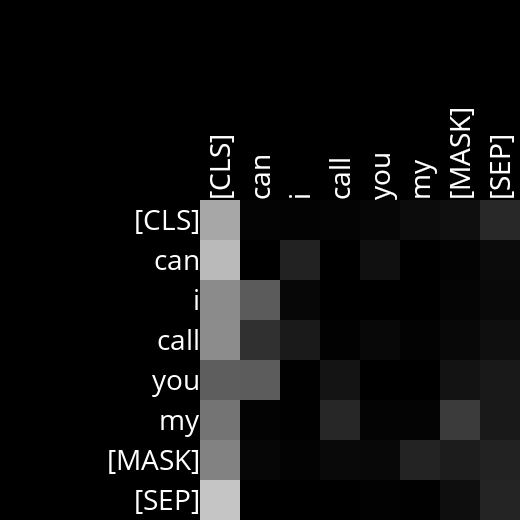 [CLS] can i call you my [MASK] [SEP]
[CLS]
can
i
call
you
my
[MASK]
[SEP]